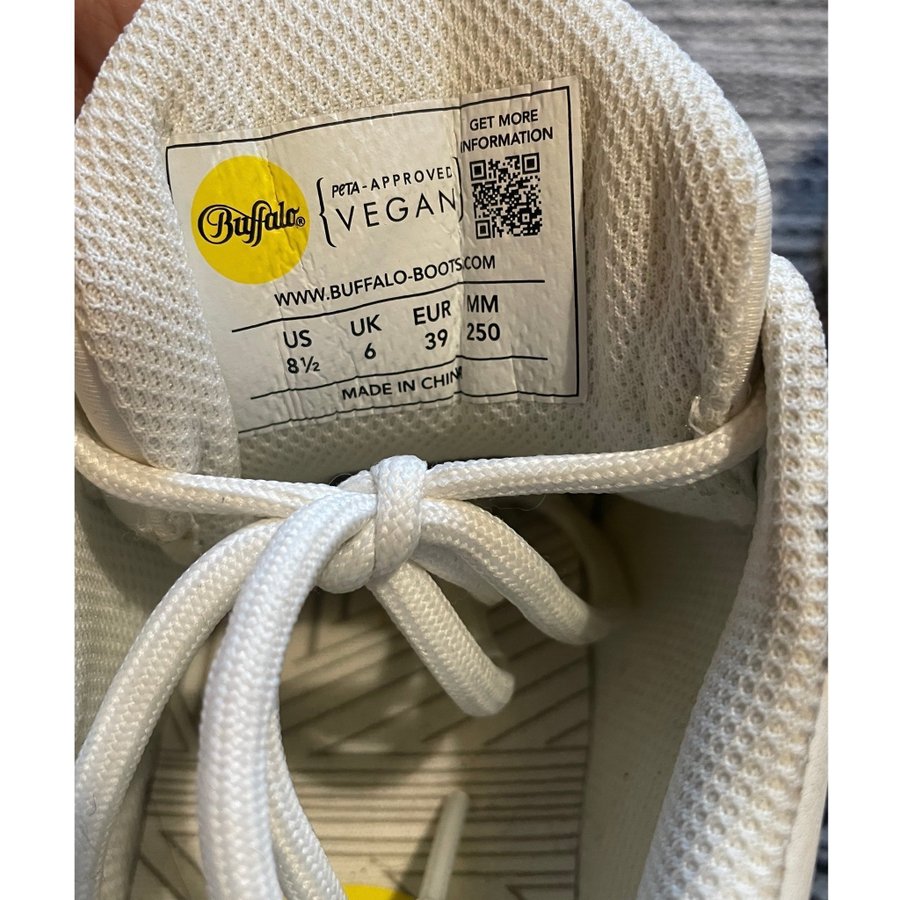 GET MORE
INFORMATION
Buffalo®
{PETA-APPROVED
VEGAN}
WWW.BUFFALO-BOOTS.COM
US UK EUR MM
8½ 6 39 250
MADE IN CHIN